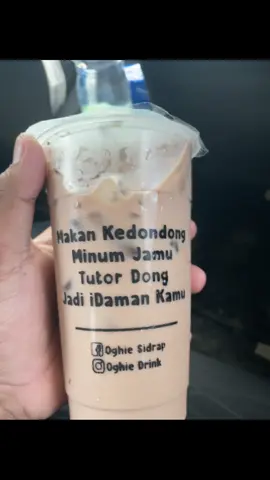 Makan Kedondong
Minum Jamu
Tutor Dong
Jadi iDaman Kamu
Oghie Sidrap
Oghie Drink